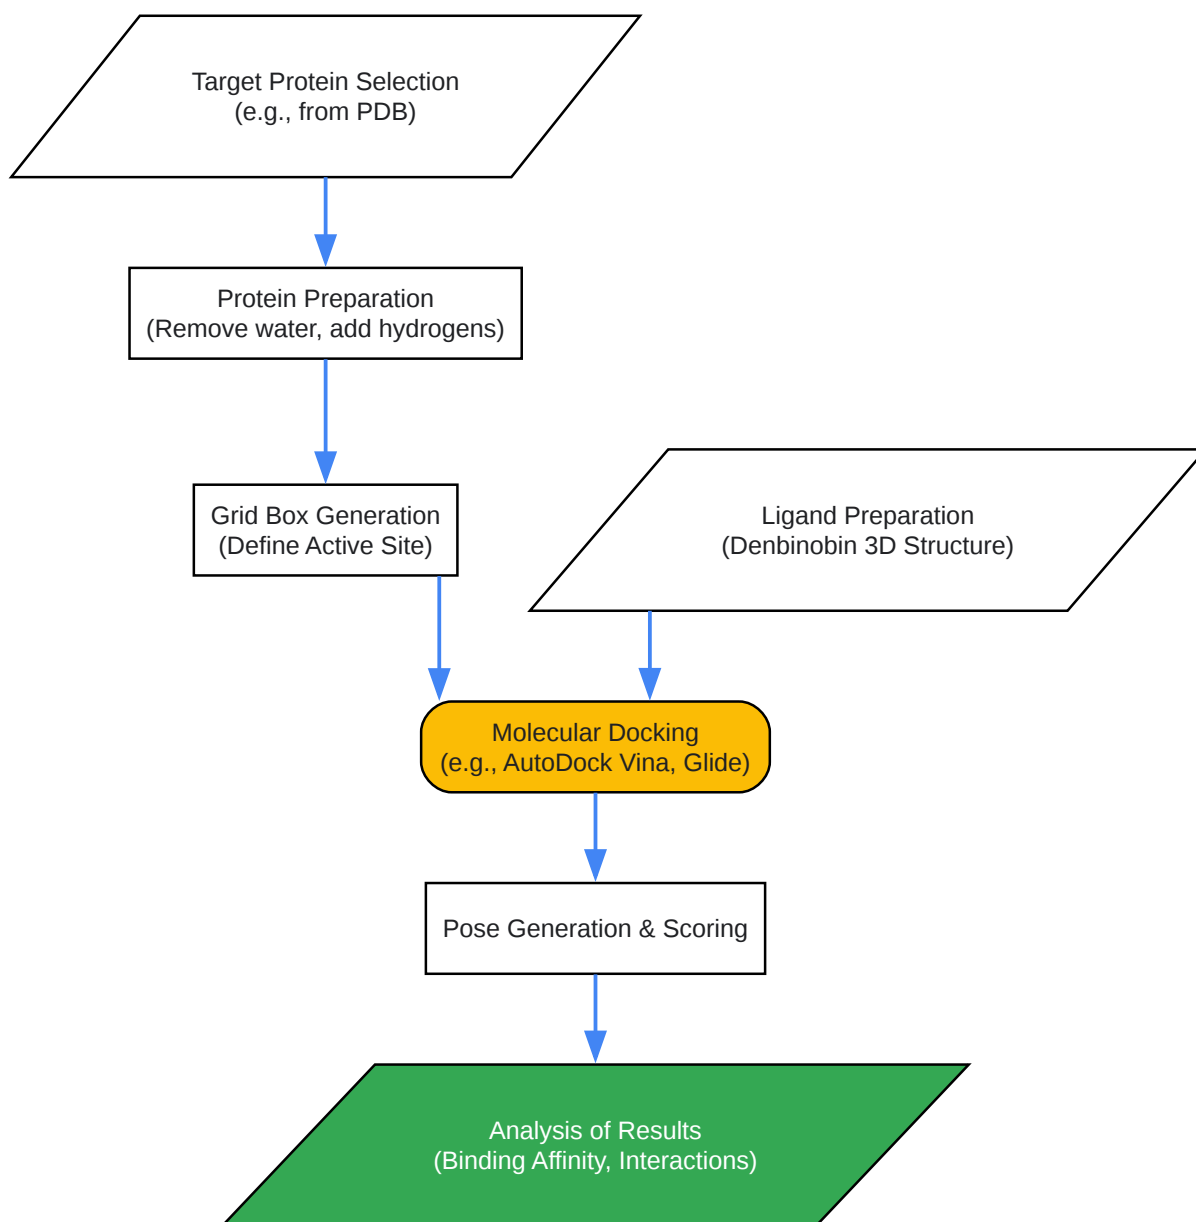 Target Protein Selection
(e.g., from PDB)
Protein Preparation
(Remove water, add hydrogens)
Grid Box Generation
(Define Active Site)
Ligand Preparation
(Denbinobin 3D Structure)
Molecular Docking
(e.g., AutoDock Vina, Glide)
Pose Generation & Scoring
Analysis of Results
(Binding Affinity, Interactions)